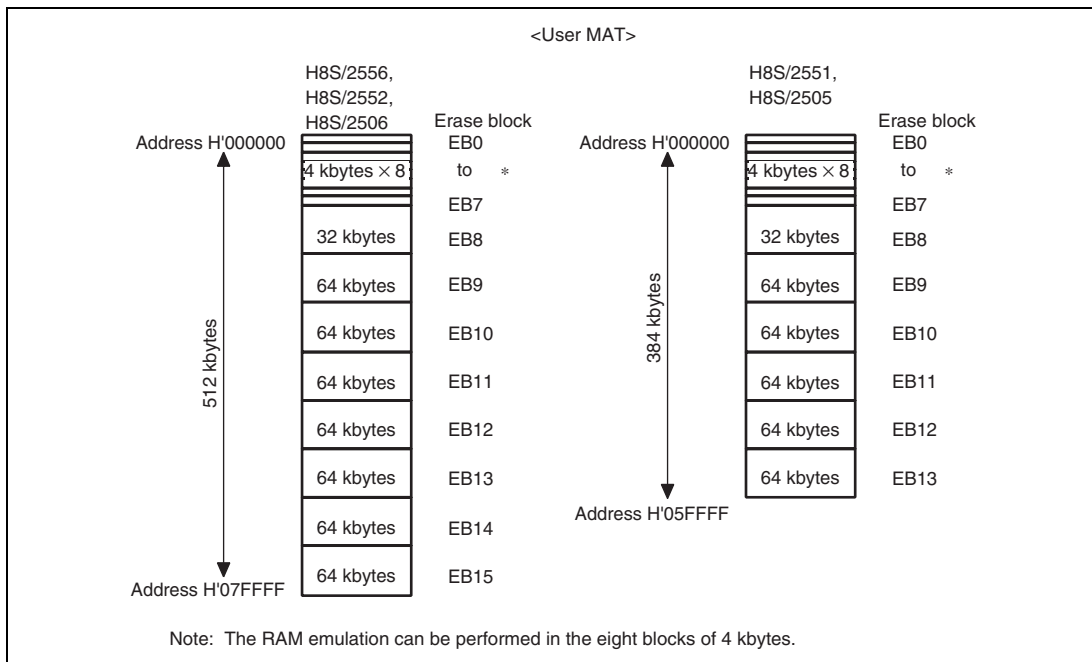 <User MAT>
H8S/2556,
H8S/2552,
H8S/2506
Erase block
Address H'000000
EB0
4 kbytes × 8
to *
EB7
32 kbytes
EB8
64 kbytes
EB9
64 kbytes
EB10
64 kbytes
EB11
64 kbytes
EB12
64 kbytes
EB13
64 kbytes
EB14
64 kbytes
EB15
512 kbytes
Address H'07FFFF
H8S/2551,
H8S/2505
Erase block
Address H'000000
EB0
4 kbytes × 8
to *
EB7
32 kbytes
EB8
64 kbytes
EB9
64 kbytes
EB10
64 kbytes
EB11
64 kbytes
EB12
64 kbytes
EB13
384 kbytes
Address H'05FFFF
Note: The RAM emulation can be performed in the eight blocks of 4 kbytes.